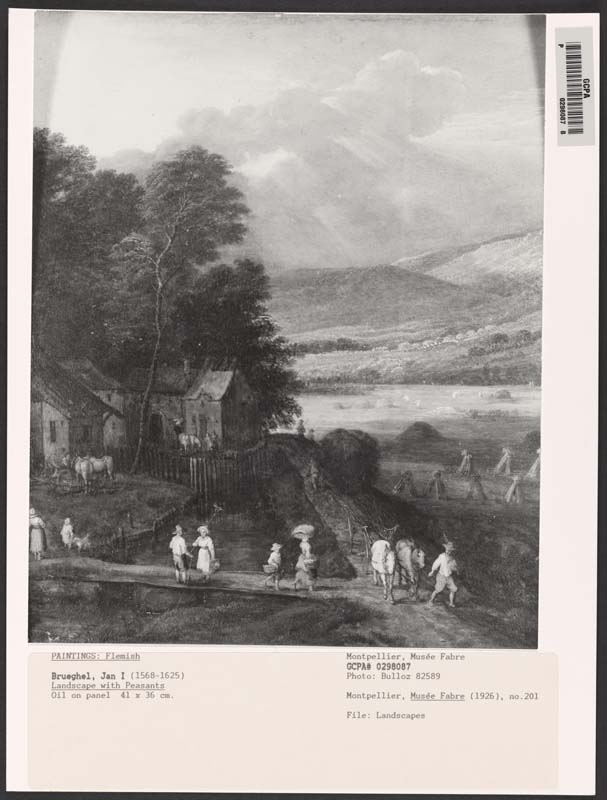 GCPA
0298087 8
P
PAINTINGS: Flemish
Brueghel, Jan I (1568-1625)
Landscape with Peasants
Oil on panel 41 x 36 cm.
Montpellier, Musée Fabre
GCPA# 0298087
Photo: Bulloz 82589
Montpellier, Musée Fabre (1926), no.201
File: Landscapes